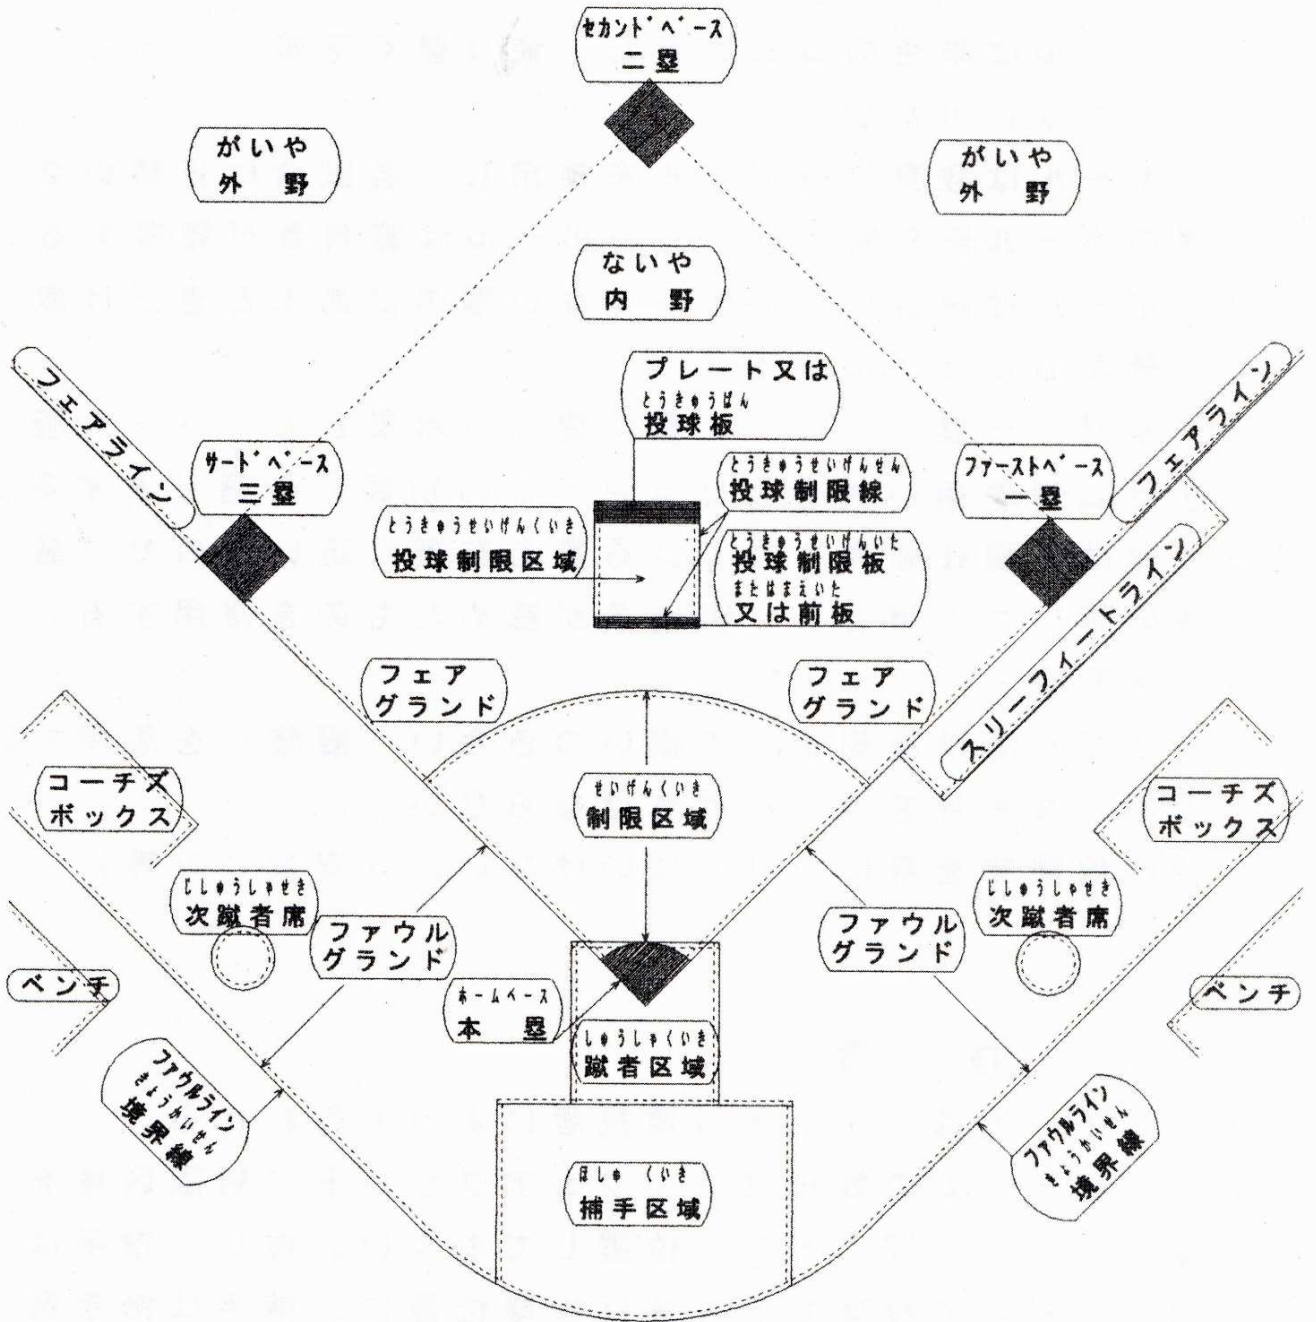 セカンドベース
二塁
がいや
外野
がいや
外野
ないや
内野
プレート又は
とうきゅうばん
投球板
フェアライン
フェアライン
サードベース
三塁
とうきゅうせいげんせん
投球制限線
ファーストベース
一塁
とうきゅうせいげんくいき
投球制限区域
とうきゅうせいげんいた
投球制限板
またはまえいた
又は前板
スリーフィートライン
フェア
グランド
フェア
グランド
コーチズ
ボックス
せいげんくいき
制限区域
コーチズ
ボックス
じしゅうしゃせき
次蹴者席
ファウル
グランド
ファウル
グランド
じしゅうしゃせき
次蹴者席
ベンチ
ホームベース
本塁
ベンチ
しゅうしゃくいき
蹴者区域
ファウルライン
きょうかいせん
境界線
ファウルライン
きょうかいせん
境界線
ほしゅ くいき
捕手区域